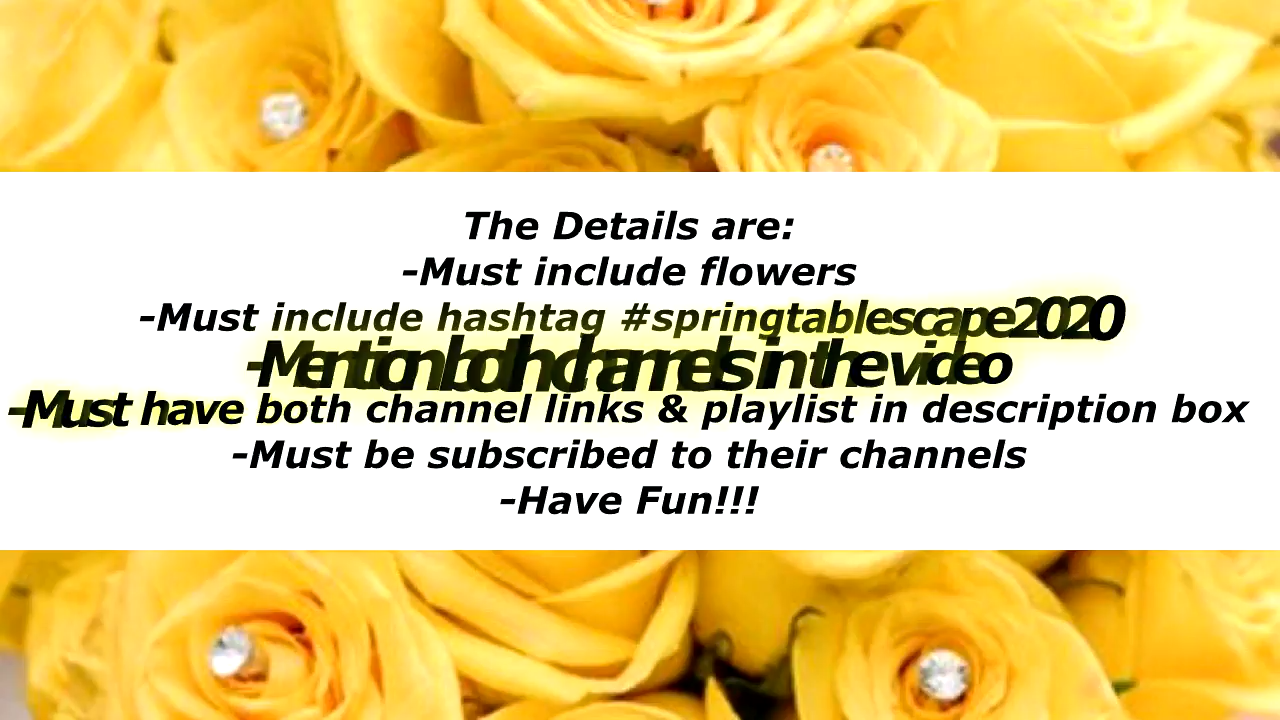 The Details are:
-Must include flowers
-Must include hashtag #springtablescape2020
-Mention both channels in the video
-Must have both channel links & playlist in description box
-Must be subscribed to their channels
-Have Fun!!!